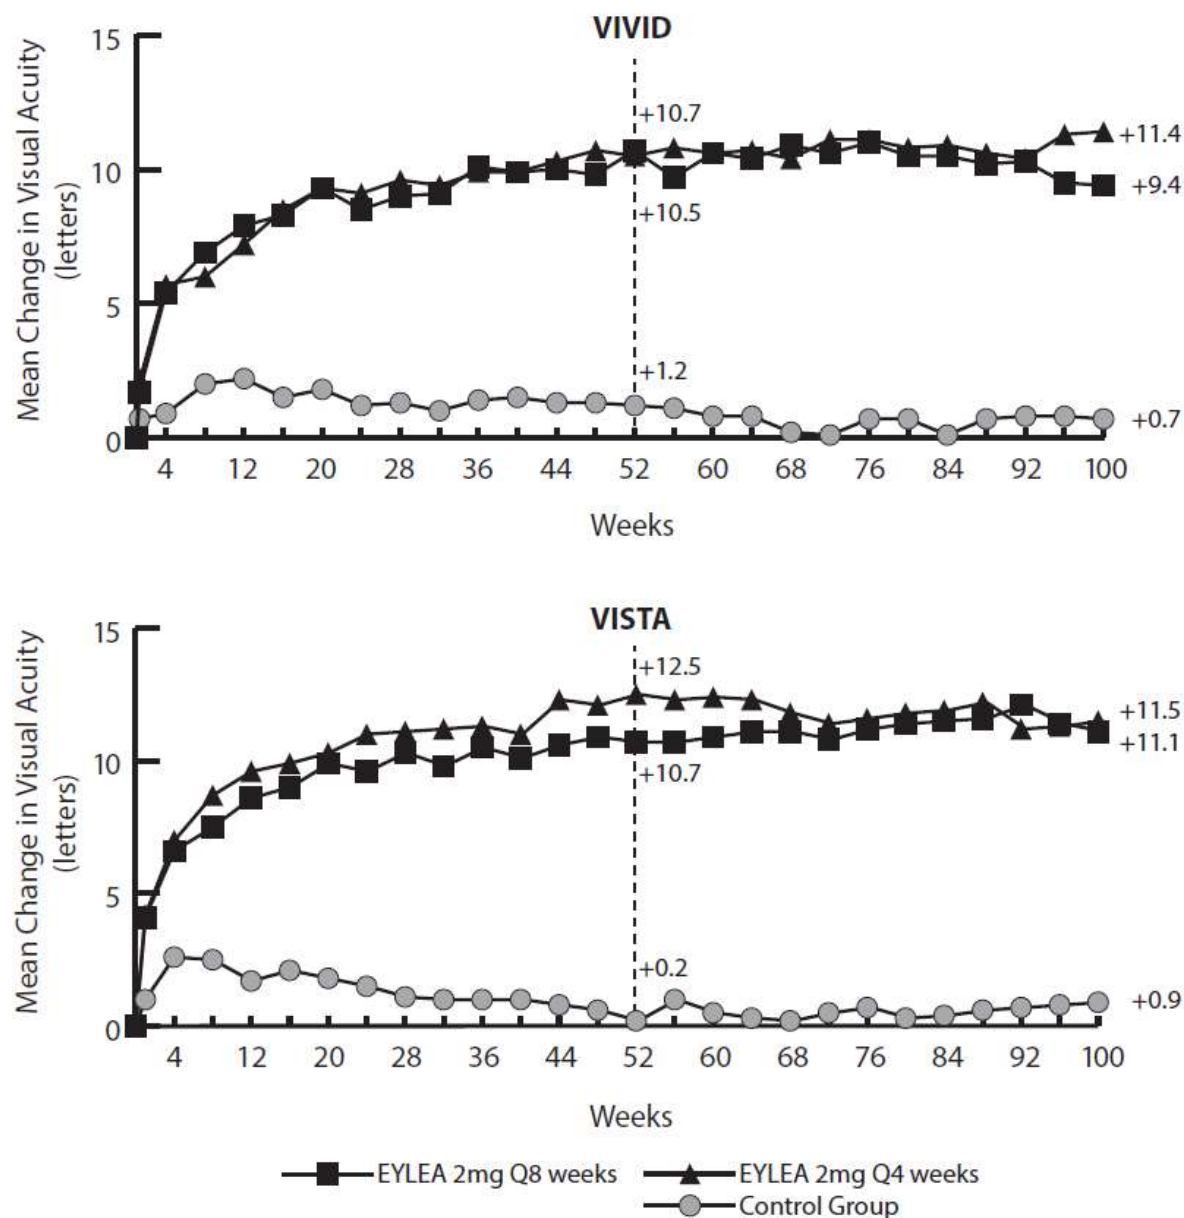 VIVID
Mean Change in Visual Acuity
(letters)
15
10
5
0
+10.7
+10.5
+1.2
+11.4
+9.4
+0.7
4 12 20 28 36 44 52 60 68 76 84 92 100
Weeks
VISTA
Mean Change in Visual Acuity
(letters)
15
10
5
0
+12.5
+10.7
+0.2
+11.5
+11.1
+0.9
4 12 20 28 36 44 52 60 68 76 84 92 100
Weeks
EYLEA 2mg Q8 weeks EYLEA 2mg Q4 weeks
Control Group